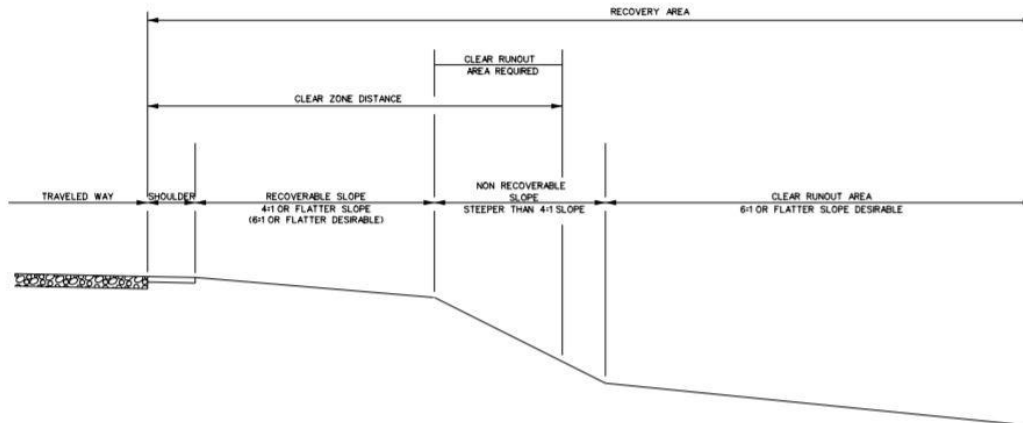 RECOVERY AREA
CLEAR RUNOUT
AREA REQUIRED
CLEAR ZONE DISTANCE
TRAVELED WAY
SHOULDER
RECOVERABLE SLOPE
4:1 OR FLATTER SLOPE
(6:1 OR FLATTER DESIRABLE)
NON RECOVERABLE
SLOPE
STEEPER THAN 4:1 SLOPE
CLEAR RUNOUT AREA
6:1 OR FLATTER SLOPE DESIRABLE